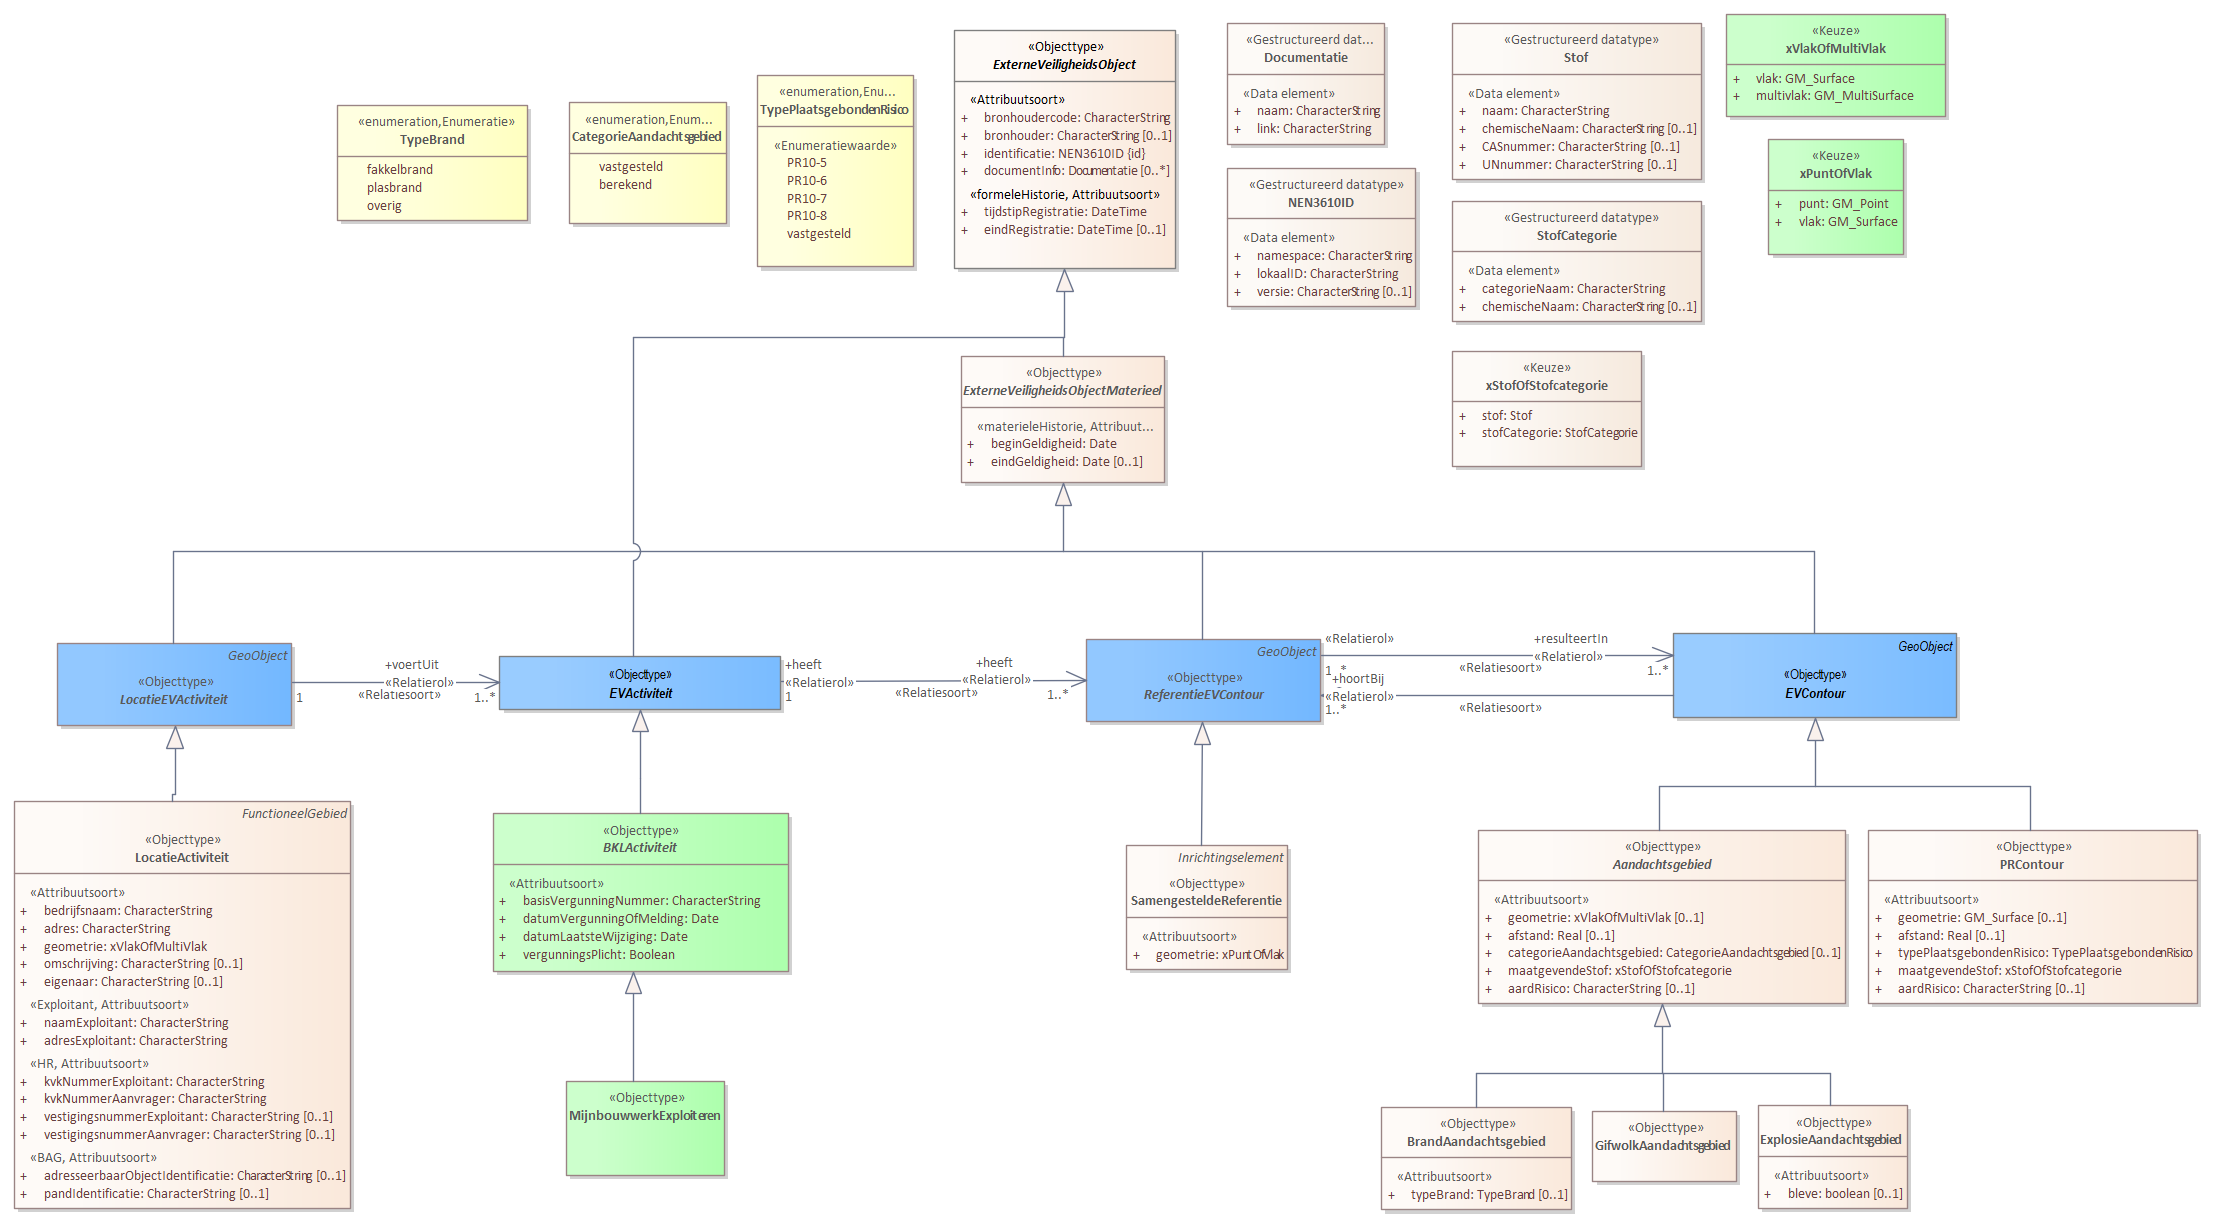 «enumeration,Enumeratie»
TypeBrand
fakkelbrand
plasbrand
overig
«enumeration,Enum...
CategorieAandachtsgebied
vastgesteld
berekend
«enumeration,Enu...
TypePlaatsgebondenRisico
«Enumeratiewaarde»
PR10-5
PR10-6
PR10-7
PR10-8
vastgesteld
«Objecttype»
ExterneVeiligheidsObject
«Attribuutsoort»
+ bronhoudercode: CharacterString
+ bronhouder: CharacterString [0..1]
+ identificatie: NEN3610ID {id}
+ documentInfo: Documentatie [0..*]
«formeleHistorie, Attribuutsoort»
+ tijdstipRegistratie: DateTime
+ eindRegistratie: DateTime [0..1]
«Gestructureerd dat...
Documentatie
«Data element»
+ naam: CharacterString
+ link: CharacterString
«Gestructureerd datatype»
NEN3610ID
«Data element»
+ namespace: CharacterString
+ lokaalID: CharacterString
+ versie: CharacterString [0..1]
«Gestructureerd datatype»
Stof
«Data element»
+ naam: CharacterString
+ chemischeNaam: CharacterString [0..1]
+ CASnummer: CharacterString [0..1]
+ UNnummer: CharacterString [0..1]
«Gestructureerd datatype»
StofCategorie
«Data element»
+ categorieNaam: CharacterString
+ chemischeNaam: CharacterString [0..1]
«Keuze»
xStofOfStofcategorie
+ stof: Stof
+ stofCategorie: StofCategorie
«Keuze»
xVlakOfMultiVlak
+ vlak: GM_Surface
+ multivlak: GM_MultiSurface
«Keuze»
xPuntOfVlak
+ punt: GM_Point
+ vlak: GM_Surface
«Objecttype»
ExterneVeiligheidsObjectMaterieel
«materieleHistorie, Attribuut...
+ beginGeldigheid: Date
+ eindGeldigheid: Date [0..1]
GeoObject
«Objecttype»
LocatieEVActiviteit
1
+voertUit
«Relatierol»
«Relatiesoort»
1..*
«Objecttype»
EVActiviteit
+heeft
«Relatierol»
1
«Relatiesoort»
+heeft
«Relatierol»
1..*
GeoObject
«Objecttype»
ReferentieEVContour
«Relatierol»
1..*
+resulteertIn
«Relatierol»
«Relatiesoort»
1..*
+hoortBij
«Relatierol»
1..*
«Relatiesoort»
GeoObject
«Objecttype»
EVContour
FunctioneelGebied
«Objecttype»
LocatieActiviteit
«Attribuutsoort»
+ bedrijfsnaam: CharacterString
+ adres: CharacterString
+ geometrie: xVlakOfMultiVlak
+ omschrijving: CharacterString [0..1]
+ eigenaar: CharacterString [0..1]
«Exploitant, Attribuutsoort»
+ naamExploitant: CharacterString
+ adresExploitant: CharacterString
«HR, Attribuutsoort»
+ kvkNummerExploitant: CharacterString
+ kvkNummerAanvrager: CharacterString
+ vestigingsnummerExploitant: CharacterString [0..1]
+ vestigingsnummerAanvrager: CharacterString [0..1]
«BAG, Attribuutsoort»
+ adresseerbaarObjectIdentificatie: CharacterString [0..1]
+ pandIdentificatie: CharacterString [0..1]
«Objecttype»
BKLActiviteit
«Attribuutsoort»
+ basisVergunningNummer: CharacterString
+ datumVergunningOfMelding: Date
+ datumLaatsteWijziging: Date
+ vergunningsPlicht: Boolean
«Objecttype»
MijnbouwwerkExploiteren
Inrichtingselement
«Objecttype»
SamengesteldeReferentie
«Attribuutsoort»
+ geometrie: xPuntOfVlak
«Objecttype»
Aandachtsgebied
«Attribuutsoort»
+ geometrie: xVlakOfMultiVlak [0..1]
+ afstand: Real [0..1]
+ categorieAandachtsgebied: CategorieAandachtsgebied [0..1]
+ maatgevendeStof: xStofOfStofcategorie
+ aardRisico: CharacterString [0..1]
«Objecttype»
PRContour
«Attribuutsoort»
+ geometrie: GM_Surface [0..1]
+ afstand: Real [0..1]
+ typePlaatsgebondenRisico: TypePlaatsgebondenRisico
+ maatgevendeStof: xStofOfStofcategorie
+ aardRisico: CharacterString [0..1]
«Objecttype»
BrandAandachtsgebied
«Attribuutsoort»
+ typeBrand: TypeBrand [0..1]
«Objecttype»
GifwolkAandachtsgebied
«Objecttype»
ExplosieAandachtsgebied
«Attribuutsoort»
+ bleve: boolean [0..1]